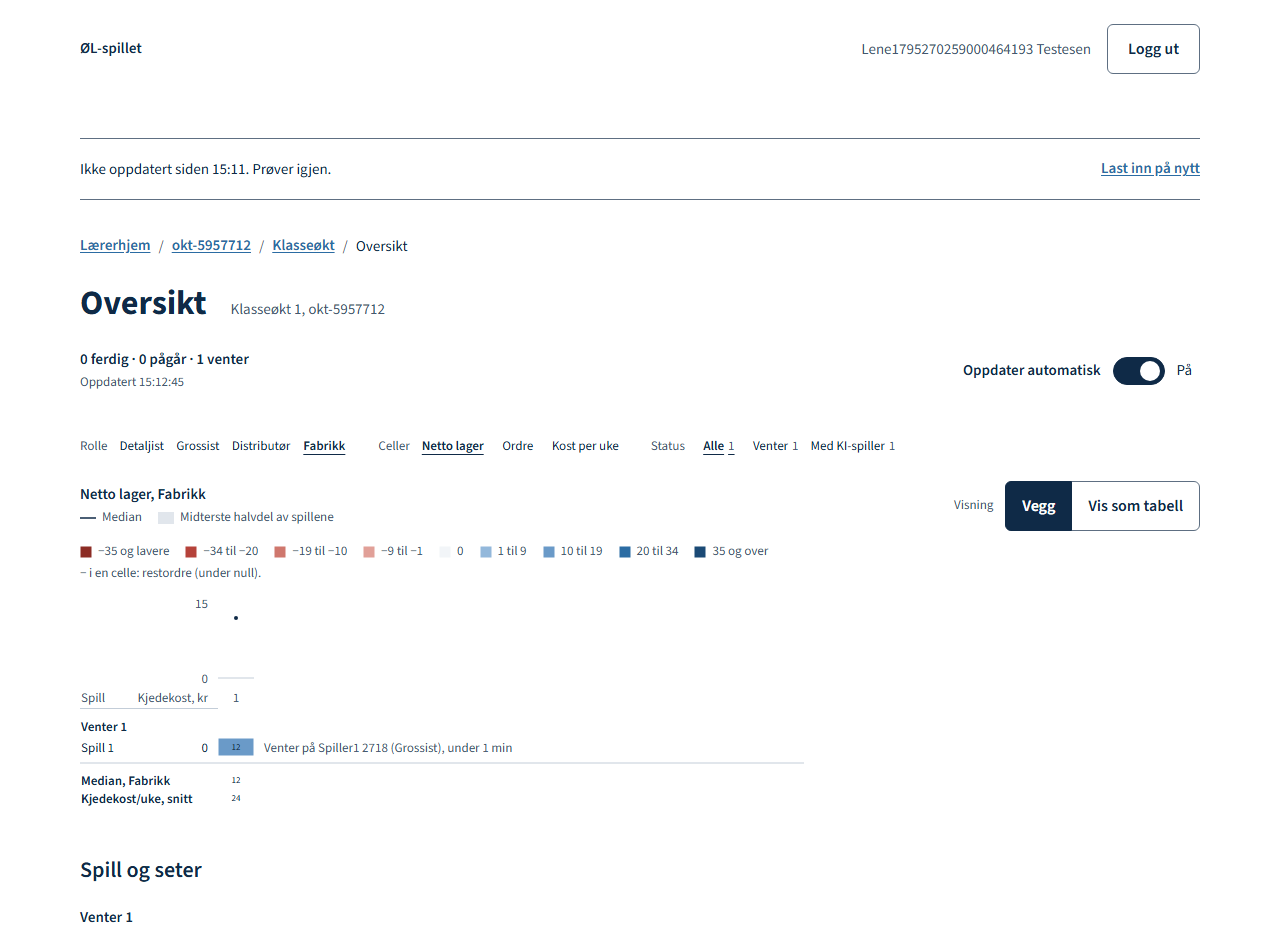 ØL-spillet
Lene1795270259000464193 Testesen
Logg ut
Ikke oppdatert siden 15:11. Prøver igjen.
Last inn på nytt
Lærerhjem / okt-5957712 / Klasseøkt / Oversikt
Oversikt
Klasseøkt 1, okt-5957712
0 ferdig · 0 pågår · 1 venter
Oppdatert 15:12:45
Oppdater automatisk På
Rolle Detaljist Grossist Distributør Fabrikk Celler Netto lager Ordre Kost per uke Status Alle 1 Venter 1 Med KI-spiller 1
Netto lager, Fabrikk
Median Midterste halvdel av spillene
Visning Vegg Vis som tabell
−35 og lavere −34 til −20 −19 til −10 −9 til −1 0 1 til 9 10 til 19 20 til 34 35 og over
− i en celle: restordre (under null).
15
0
Spill Kjedekost, kr 1
Venter 1
Spill 1 0 12 Venter på Spiller1 2718 (Grossist), under 1 min
Median, Fabrikk 12
Kjedekost/uke, snitt 24
Spill og seter
Venter 1